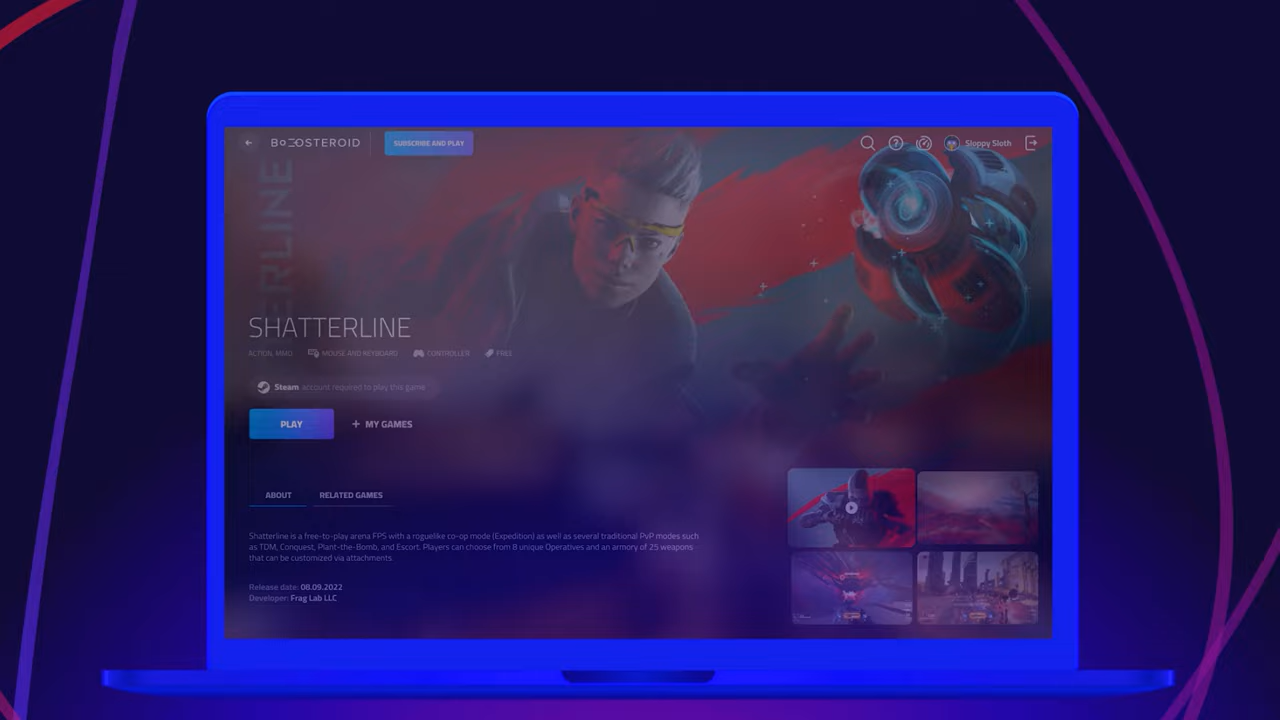 BOOSTEROID
SUBSCRIBE AND PLAY
Sloppy Sloth
ERLINE
SHATTERLINE
ACTION, MMO MOUSE AND KEYBOARD CONTROLLER FREE
Steam account required to play this game
PLAY
+ MY GAMES
ABOUT RELATED GAMES
Shatterline is a free-to-play arena FPS with a roguelike co-op mode (Expedition) as well as several traditional PvP modes such
as TDM, Conquest, Plant-the-Bomb, and Escort. Players can choose from 8 unique Operatives and an armory of 25 weapons
that can be customized via attachments.
Release date: 08.09.2022
Developer: Frag Lab LLC